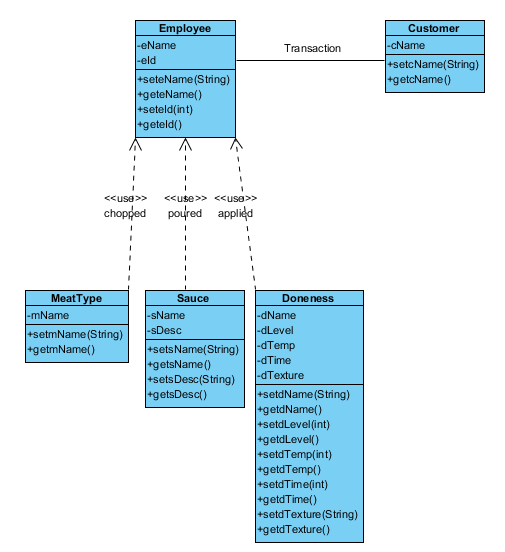 Employee
-eName
-eId
+seteName(String)
+geteName()
+seteId(int)
+geteId()
Transaction
Customer
-cName
+setcName(String)
+getcName()
<<use>>
chopped
<<use>>
poured
<<use>>
applied
MeatType
-mName
+setmName(String)
+getmName()
Sauce
-sName
-sDesc
+setsName(String)
+getsName()
+setsDesc(String)
+getsDesc()
Doneness
-dName
-dLevel
-dTemp
-dTime
-dTexture
+setdName(String)
+getdName()
+setdLevel(int)
+getdLevel()
+setdTemp(int)
+getdTemp()
+setdTime(int)
+getdTime()
+setdTexture(String)
+getdTexture()